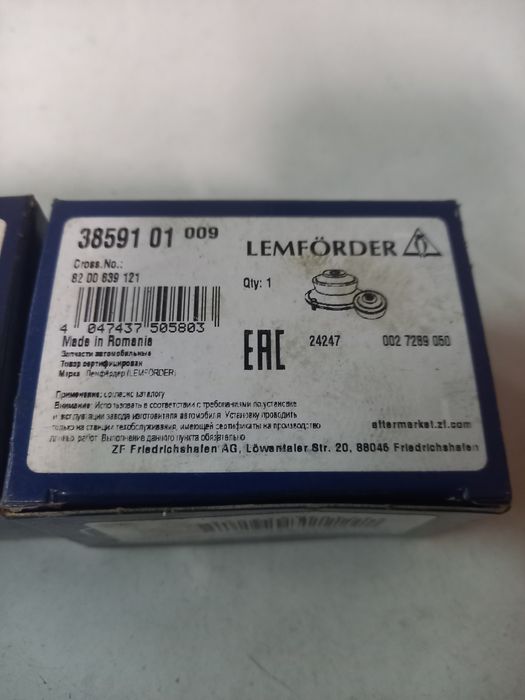 38591 01 009
LEMFÖRDER
Cross.No.:
82 00 639 121
Qty: 1
4 047437 505803
Made in Romania
EAC
24247
002 7289 050
Запчасти автомобильные
Товар сертифицирован
Марка: Лемфёрдер (LEMFÖRDER)
Применение: согласно каталогу
Внимание: Использовать в соответствии с требованиями по установке
и эксплуатации завода изготовителя автомобиля. Установку проводить
только на станции техобслуживания, имеющей сертификаты на производство
данных работ. Выполнение данного пункта обязательно
aftermarket.zf.com
ZF Friedrichshafen AG, Löwentaler Str. 20, 88046 Friedrichshafen